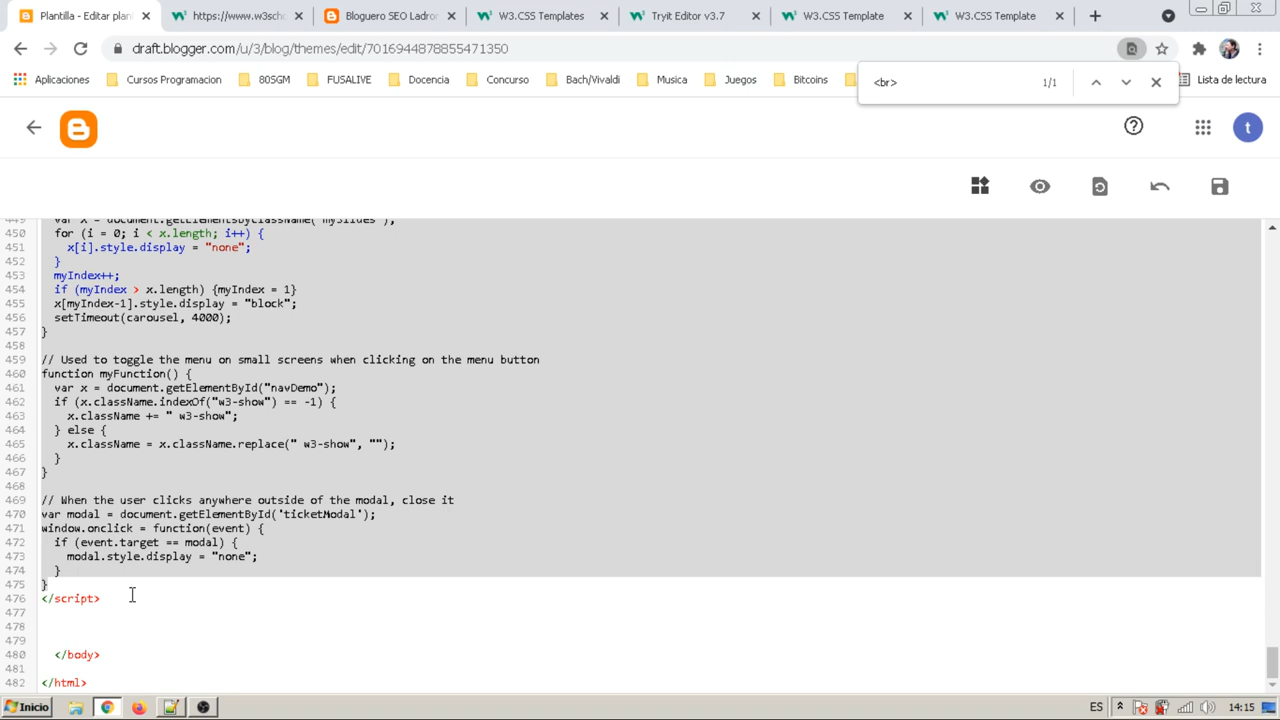 Plantilla - Editar plan
https://www.w3scho
Bloguero SEO Ladron
W3.CSS Templates
Tryit Editor v3.7
W3.CSS Template
W3.CSS Template
draft.blogger.com/u/3/blog/themes/edit/7016944878855471350
Aplicaciones
Cursos Programacion
80SGM
FUSALIVE
Docencia
Concurso
Bach/Vivaldi
Musica
Juegos
Bitcoins
Lista de lectura
<br>
1/1
t
449 var x = document.getElementsByClassName("mySlides");
450 for (i = 0; i < x.length; i++) {
451 x[i].style.display = "none";
452 }
453 myIndex++;
454 if (myIndex > x.length) {myIndex = 1}
455 x[myIndex-1].style.display = "block";
456 setTimeout(carousel, 4000);
457 }
458
459 // Used to toggle the menu on small screens when clicking on the menu button
460 function myFunction() {
461 var x = document.getElementById("navDemo");
462 if (x.className.indexOf("w3-show") == -1) {
463 x.className += " w3-show";
464 } else {
465 x.className = x.className.replace(" w3-show", "");
466 }
467 }
468
469 // When the user clicks anywhere outside of the modal, close it
470 var modal = document.getElementById('ticketModal');
471 window.onclick = function(event) {
472 if (event.target == modal) {
473 modal.style.display = "none";
474 }
475 }
476 </script>
477
478
479
480 </body>
481
482 </html>
Inicio
ES
14:15